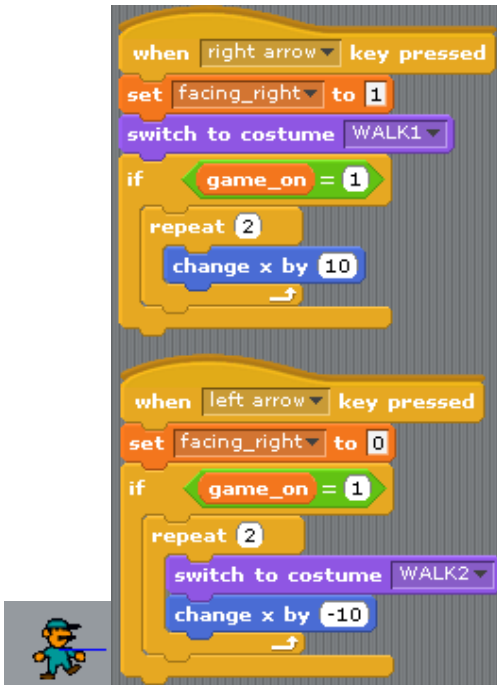 when right arrow key pressed
set facing_right to 1
switch to costume WALK1
if game_on = 1
repeat 2
change x by 10
when left arrow key pressed
set facing_right to 0
if game_on = 1
repeat 2
switch to costume WALK2
change x by -10